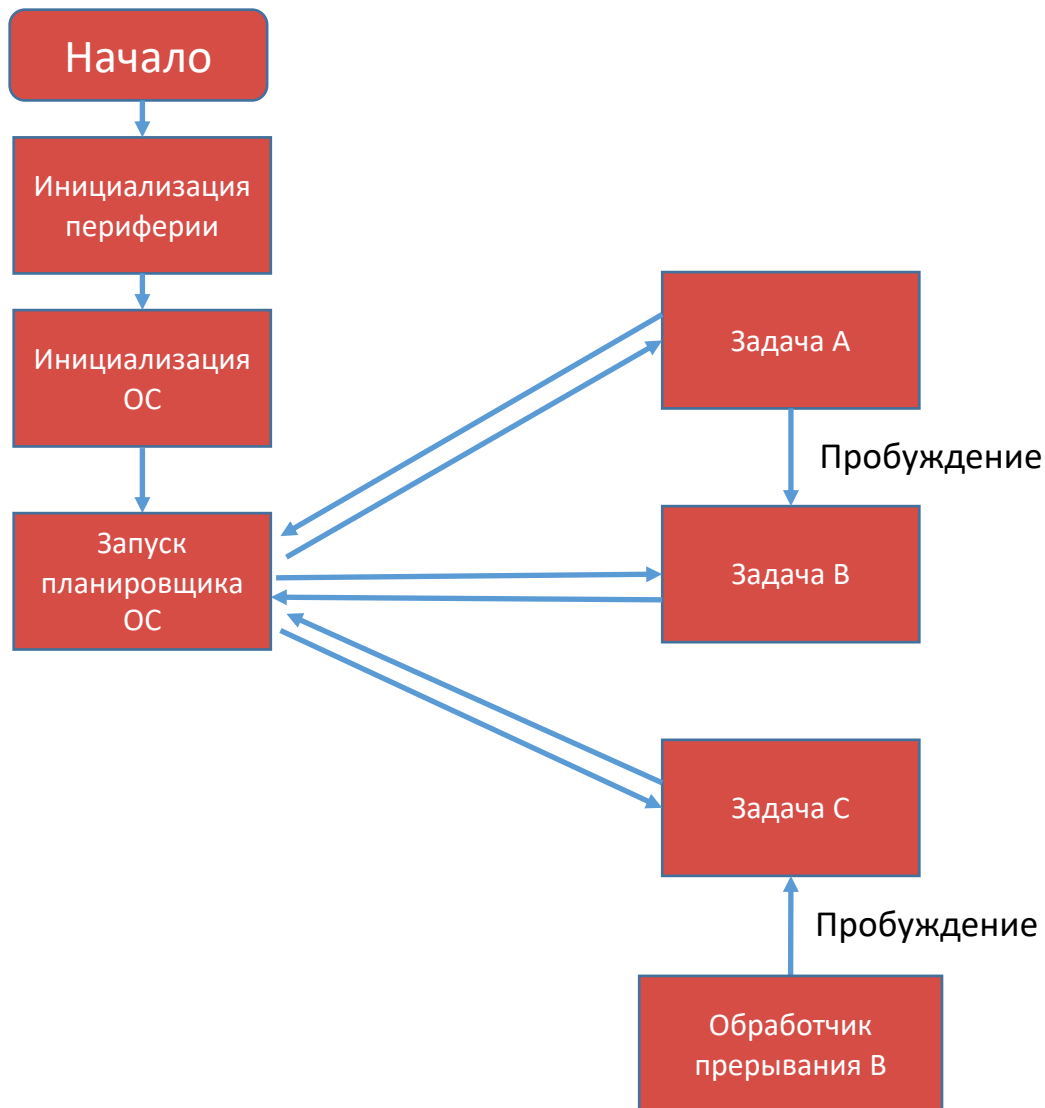 Начало
Инициализация
периферии
Инициализация
ОС
Запуск
планировщика
ОС
Задача А
Пробуждение
Задача В
Задача С
Пробуждение
Обработчик
прерывания В